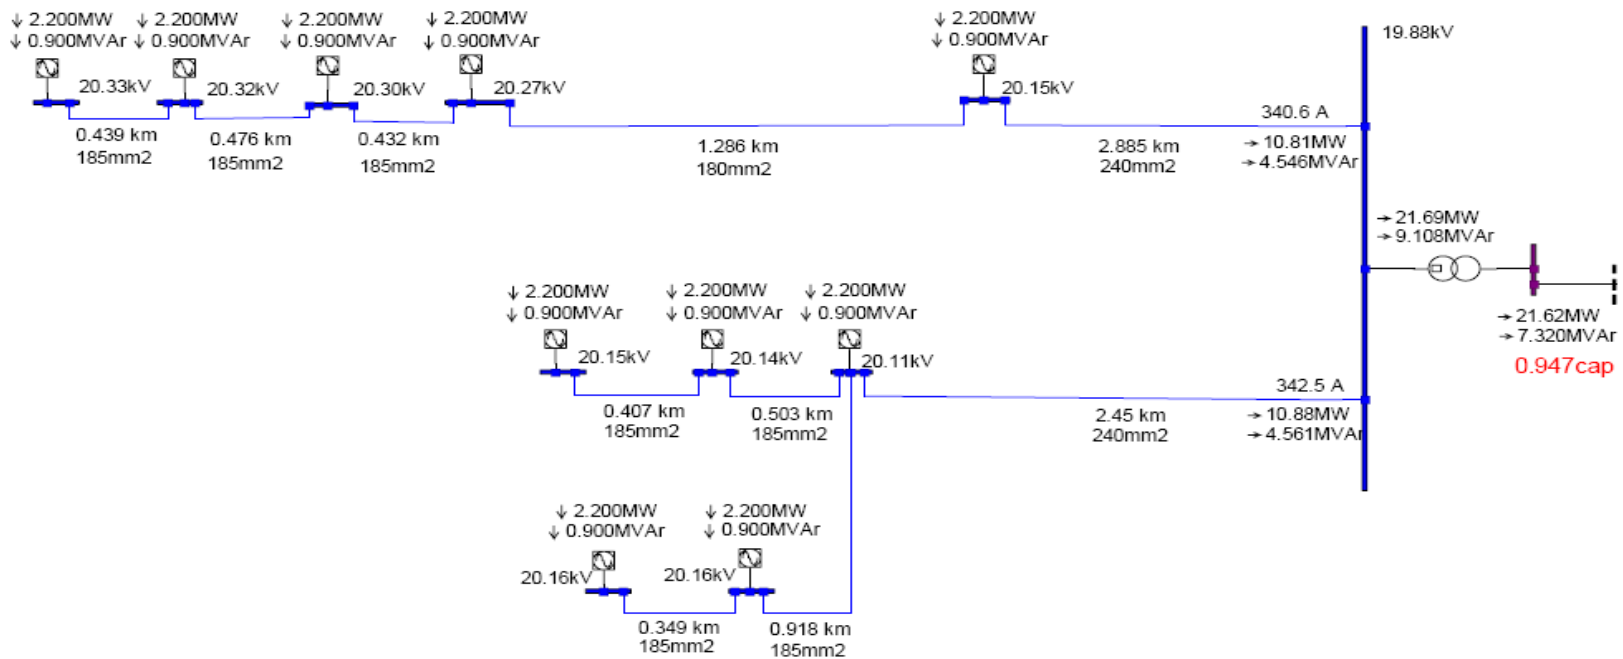 ↓ 2.200MW
↓ 0.900MVAr
20.33kV
↓ 2.200MW
↓ 0.900MVAr
20.32kV
↓ 2.200MW
↓ 0.900MVAr
20.30kV
↓ 2.200MW
↓ 0.900MVAr
20.27kV
↓ 2.200MW
↓ 0.900MVAr
20.15kV
19.88kV
0.439 km
185mm2
0.476 km
185mm2
0.432 km
185mm2
1.286 km
180mm2
2.885 km
240mm2
340.6 A
→ 10.81MW
→ 4.546MVAr
→ 21.69MW
→ 9.108MVAr
→ 21.62MW
→ 7.320MVAr
0.947cap
↓ 2.200MW
↓ 0.900MVAr
20.15kV
↓ 2.200MW
↓ 0.900MVAr
20.14kV
↓ 2.200MW
↓ 0.900MVAr
20.11kV
0.407 km
185mm2
0.503 km
185mm2
2.45 km
240mm2
342.5 A
→ 10.88MW
→ 4.561MVAr
↓ 2.200MW
↓ 0.900MVAr
20.16kV
↓ 2.200MW
↓ 0.900MVAr
20.16kV
0.349 km
185mm2
0.918 km
185mm2